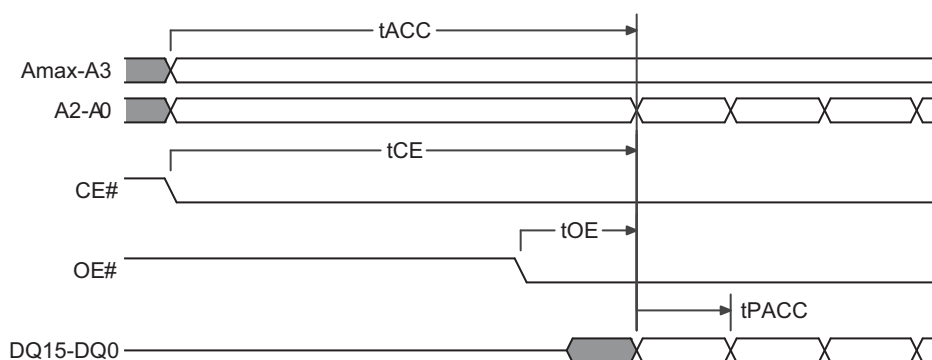 tACC
Amax-A3
A2-A0
tCE
CE#
tOE
OE#
tPACC
DQ15-DQ0